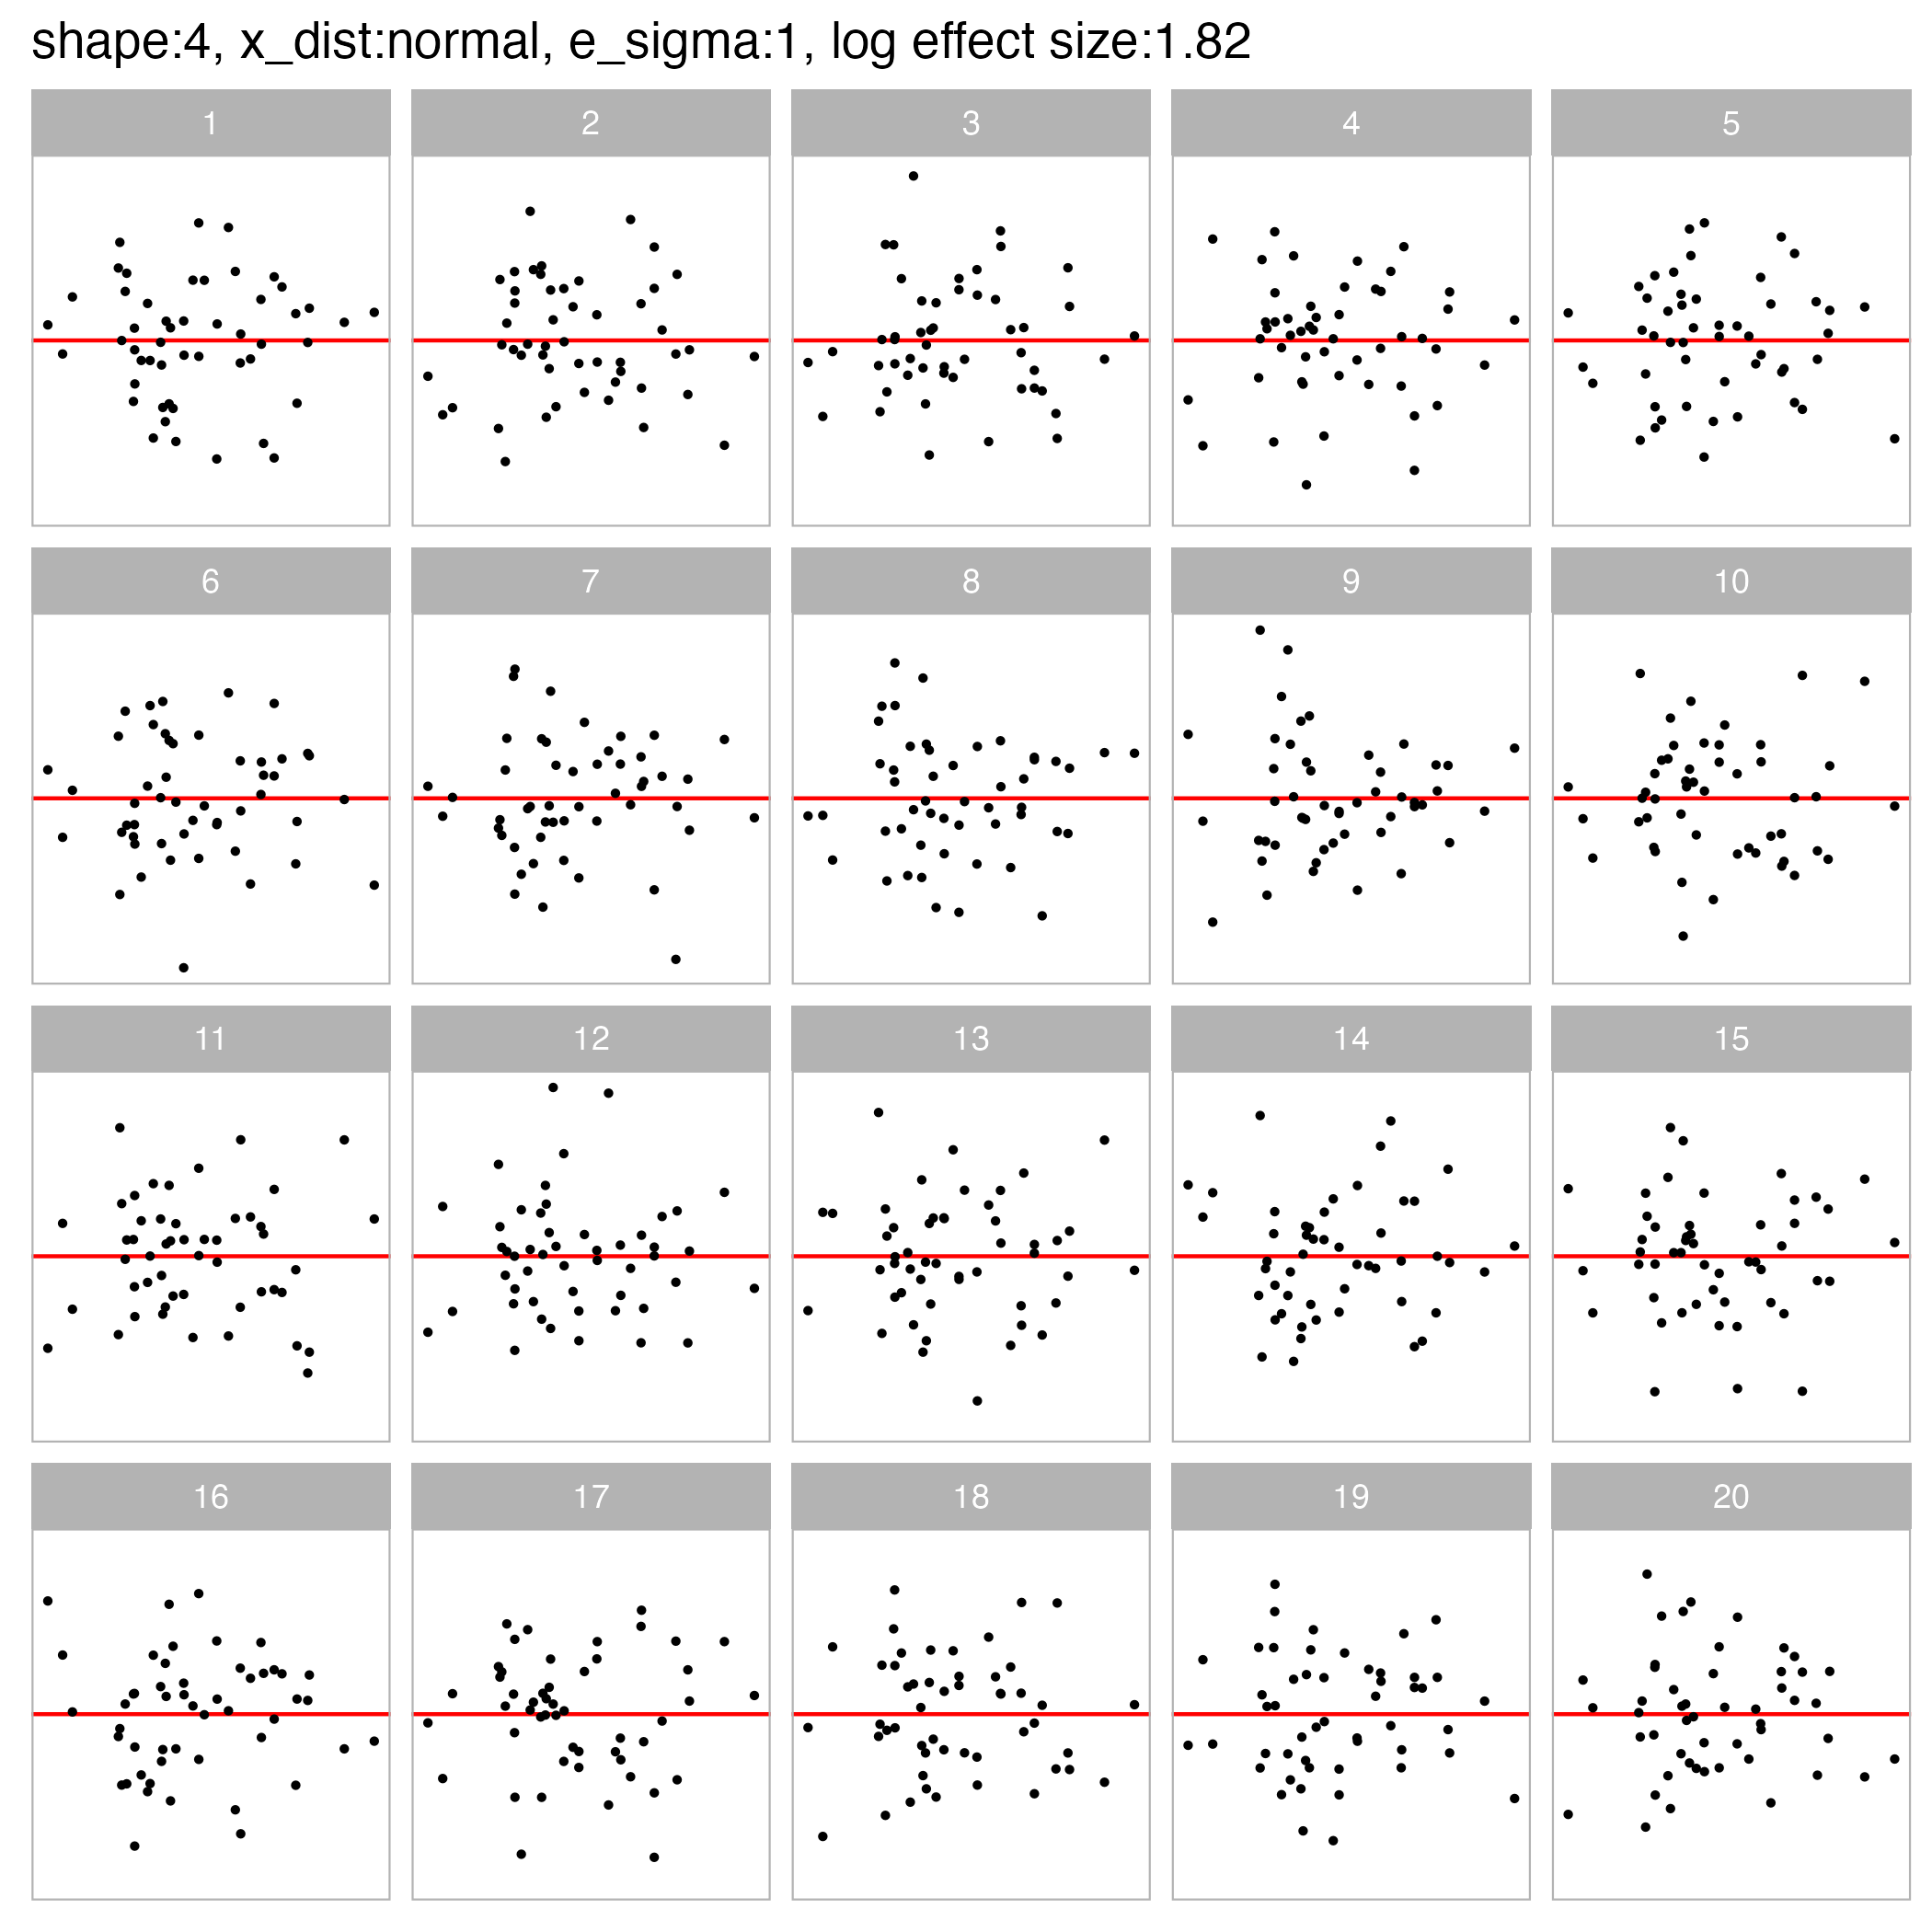 shape:4, x_dist:normal, e_sigma:1, log effect size:1.82
1 2 3 4 5
6 7 8 9 10
11 12 13 14 15
16 17 18 19 20